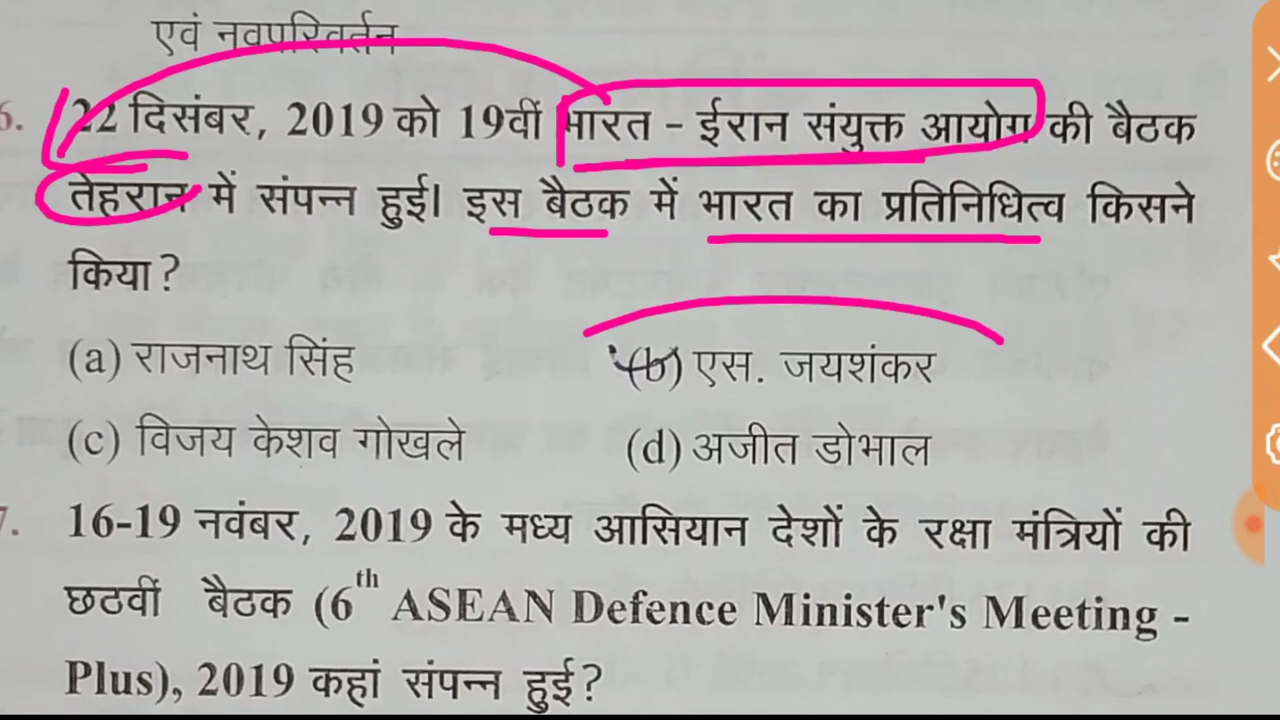 एवं नवपरिवर्तन
6. 22 दिसंबर, 2019 को 19वीं भारत - ईरान संयुक्त आयोग की बैठक
तेहरान में संपन्न हुई। इस बैठक में भारत का प्रतिनिधित्व किसने
किया?
(a) राजनाथ सिंह (b) एस. जयशंकर
(c) विजय केशव गोखले (d) अजीत डोभाल
7. 16-19 नवंबर, 2019 के मध्य आसियान देशों के रक्षा मंत्रियों की
छठवीं बैठक (6th ASEAN Defence Minister's Meeting -
Plus), 2019 कहां संपन्न हुई?